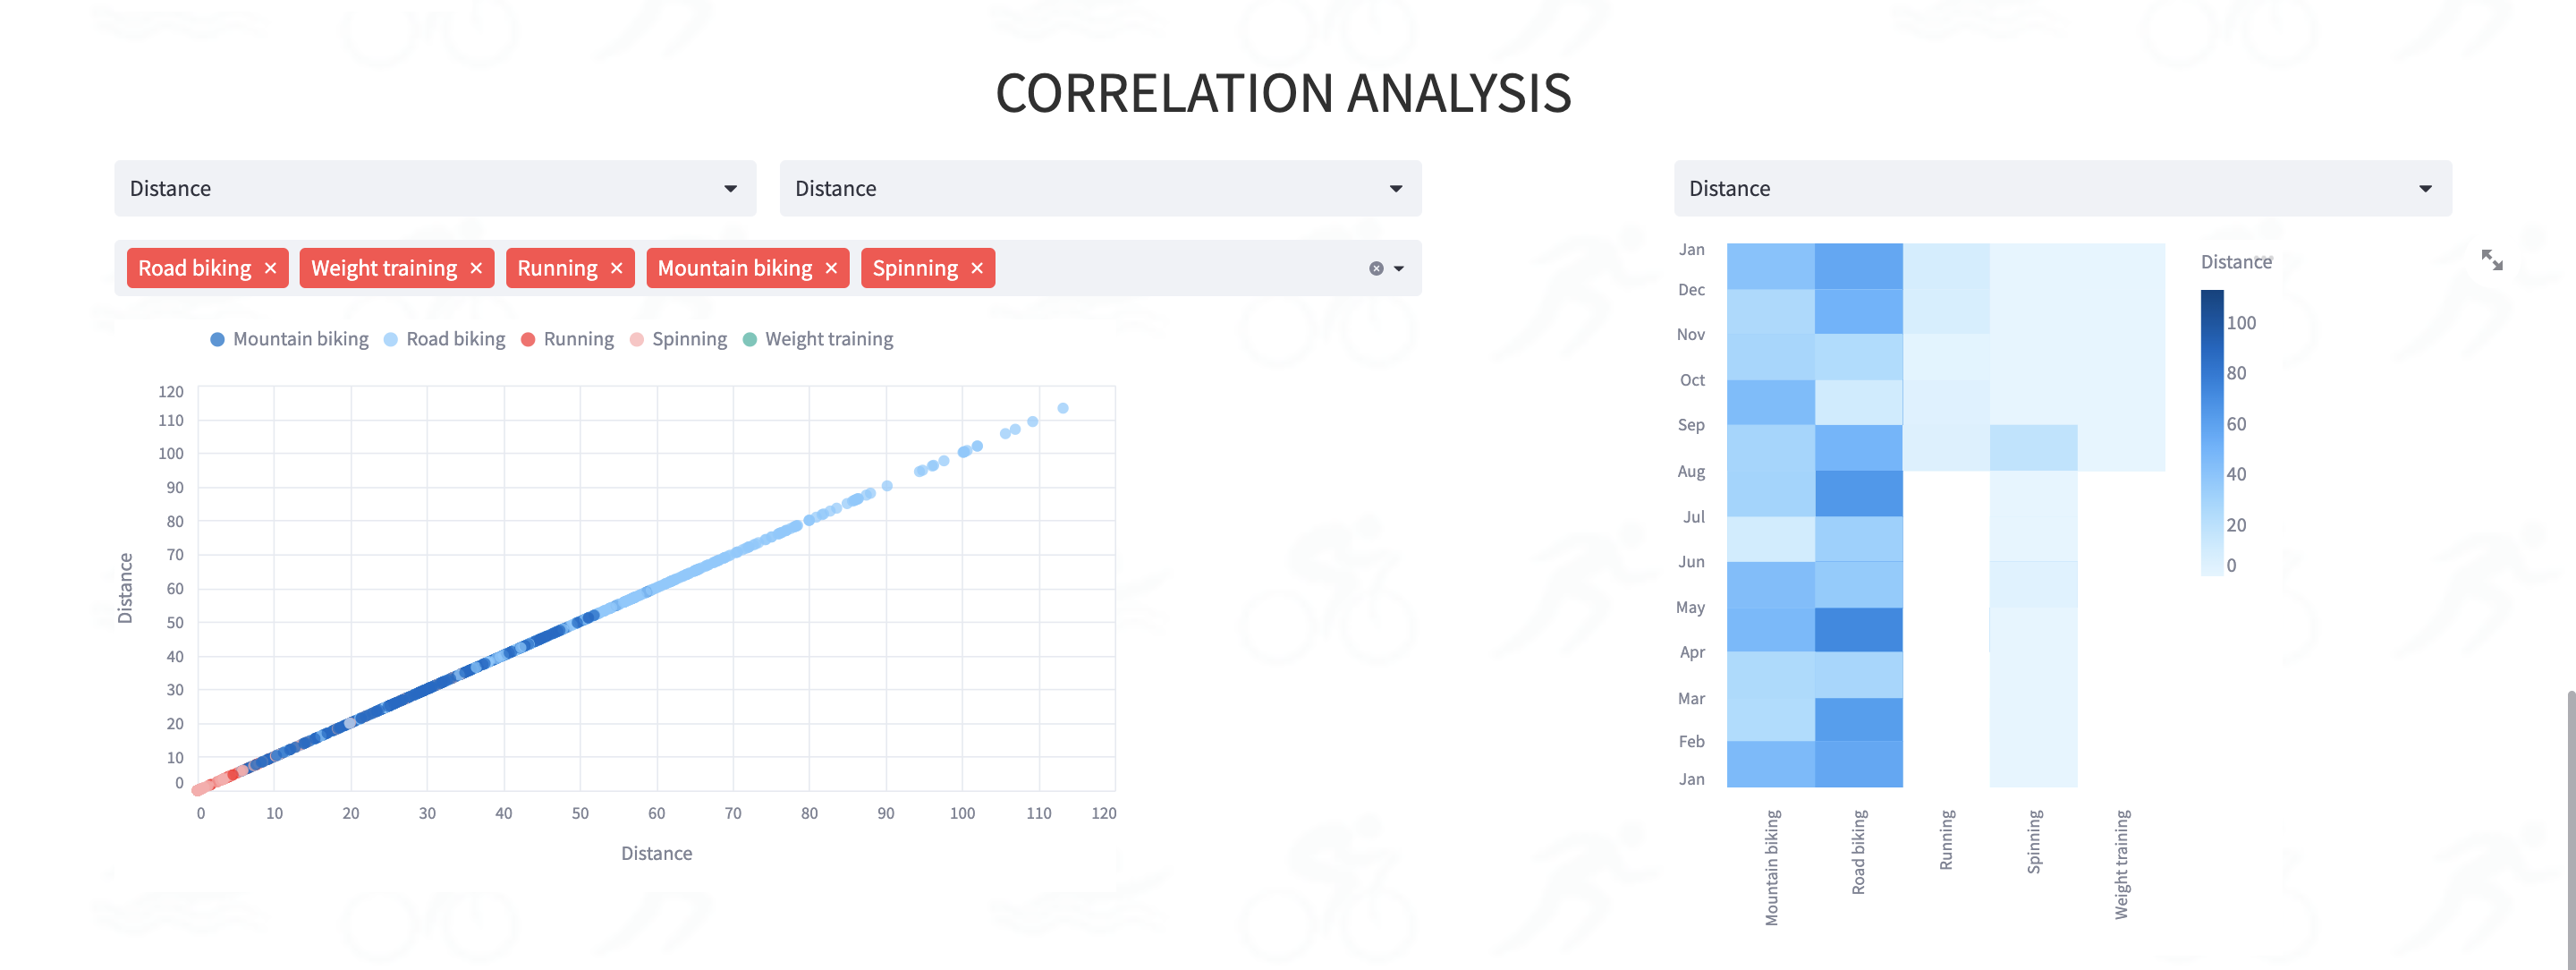 CORRELATION ANALYSIS
Distance
Distance
Distance
Road biking × Weight training × Running × Mountain biking × Spinning ×
Mountain biking Road biking Running Spinning Weight training
120
110
100
90
80
70
60
50
40
30
20
10
0
Distance
0 10 20 30 40 50 60 70 80 90 100 110 120
Distance
Jan
Dec
Nov
Oct
Sep
Aug
Jul
Jun
May
Apr
Mar
Feb
Jan
Mountain biking
Road biking
Running
Spinning
Weight training
Distance
100
80
60
40
20
0